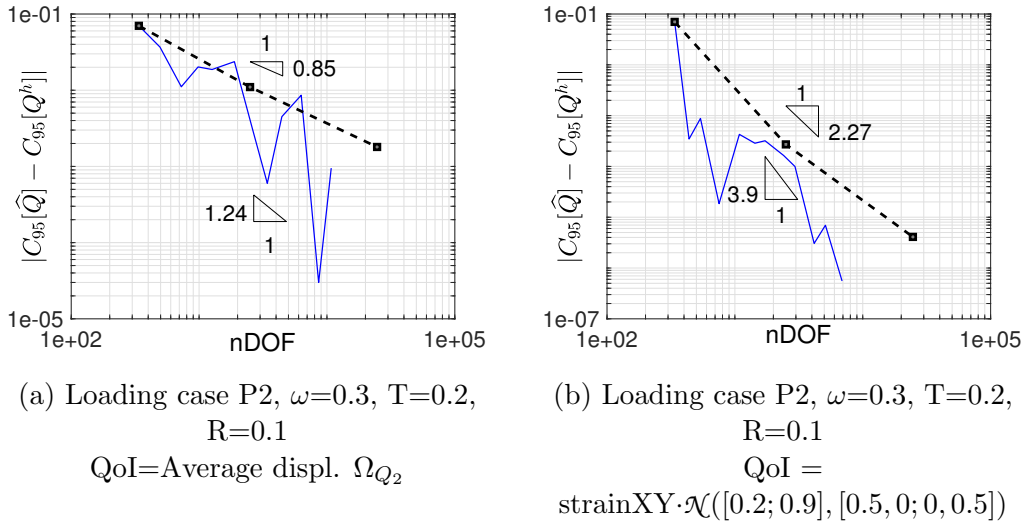 1e-01
|C₉₅[Q̂] − C₉₅[Qʰ]|
1
0.85
1.24
1
1e-05
1e+02
nDOF
1e+05
(a) Loading case P2, ω=0.3, T=0.2,
R=0.1
QoI=Average displ. Ω_{Q₂}
1e-01
|C₉₅[Q̂] − C₉₅[Qʰ]|
1
2.27
3.9
1
1e-07
1e+02
nDOF
1e+05
(b) Loading case P2, ω=0.3, T=0.2,
R=0.1
QoI =
strainXY·𝒩([0.2; 0.9], [0.5, 0; 0, 0.5])